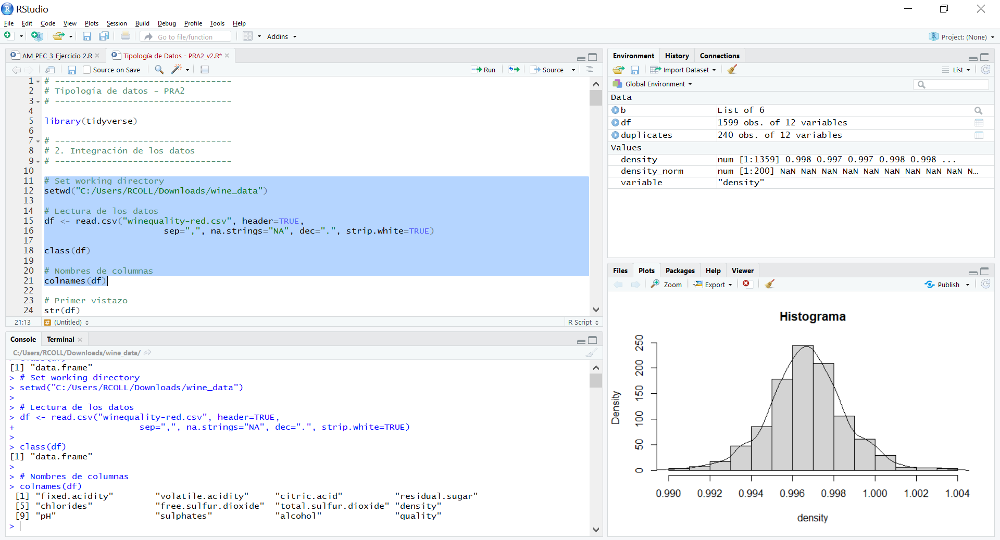 RStudio
File Edit Code View Plots Session Build Debug Profile Tools Help
Go to file/function Addins Project: (None)
AM_PEC_3_Ejercicio 2.R Tipología de Datos - PRA2_v2.R*
Source on Save Run Source
1 # ----------------------------------
2 # Tipología de datos - PRA2
3 # ----------------------------------
4
5 library(tidyverse)
6
7 # ----------------------------------
8 # 2. Integración de los datos
9 # ----------------------------------
10
11 # Set working directory
12 setwd("C:/Users/RCOLL/Downloads/wine_data")
13
14 # Lectura de los datos
15 df <- read.csv("winequality-red.csv", header=TRUE,
16 sep=",", na.strings="NA", dec=".", strip.white=TRUE)
17
18 class(df)
19
20 # Nombres de columnas
21 colnames(df)
22
23 # Primer vistazo
24 str(df)
21:13 # (Untitled) R Script
Console Terminal
C:/Users/RCOLL/Downloads/wine_data/
> class(df)
[1] "data.frame"
> # Set working directory
> setwd("C:/Users/RCOLL/Downloads/wine_data")
>
> # Lectura de los datos
> df <- read.csv("winequality-red.csv", header=TRUE,
+ sep=",", na.strings="NA", dec=".", strip.white=TRUE)
>
> class(df)
[1] "data.frame"
>
> # Nombres de columnas
> colnames(df)
[1] "fixed.acidity" "volatile.acidity" "citric.acid" "residual.sugar"
[5] "chlorides" "free.sulfur.dioxide" "total.sulfur.dioxide" "density"
[9] "pH" "sulphates" "alcohol" "quality"
>
Environment History Connections
Import Dataset List
Global Environment
Data
b List of 6
df 1599 obs. of 12 variables
duplicates 240 obs. of 12 variables
Values
density num [1:1359] 0.998 0.997 0.997 0.998 0.998 ...
density_norm num [1:200] NaN NaN NaN NaN NaN NaN NaN NaN NaN N...
variable "density"
Files Plots Packages Help Viewer
Zoom Export Publish
Histograma
Density
250
200
150
100
50
0
0.990 0.992 0.994 0.996 0.998 1.000 1.002 1.004
density